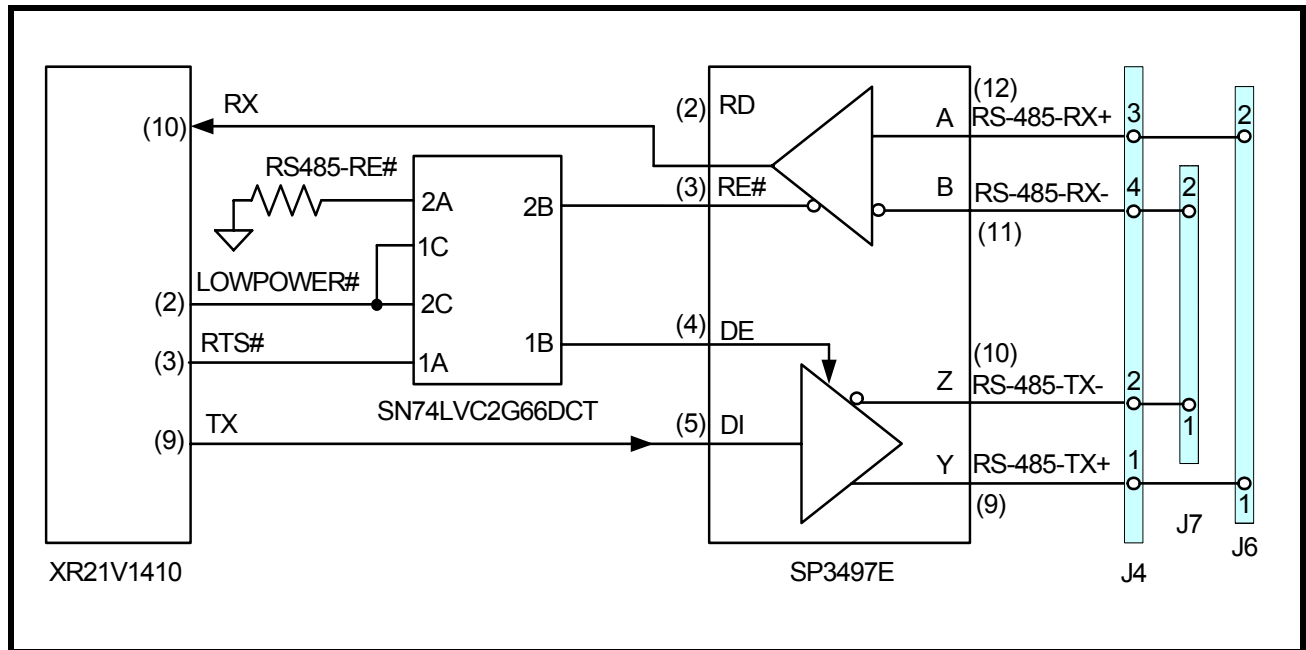 RX
(10)
RS485-RE#
LOWPOWER#
(2)
RTS#
(3)
TX
(9)
XR21V1410
2A
2B
1C
2C
1B
1A
SN74LVC2G66DCT
(2) RD
(3) RE#
(4) DE
(5) DI
A
B
Z
Y
SP3497E
(12)
RS-485-RX+
RS-485-RX-
(11)
(10)
RS-485-TX-
RS-485-TX+
(9)
3
4
2
1
J4
2
1
J7
2
1
J6